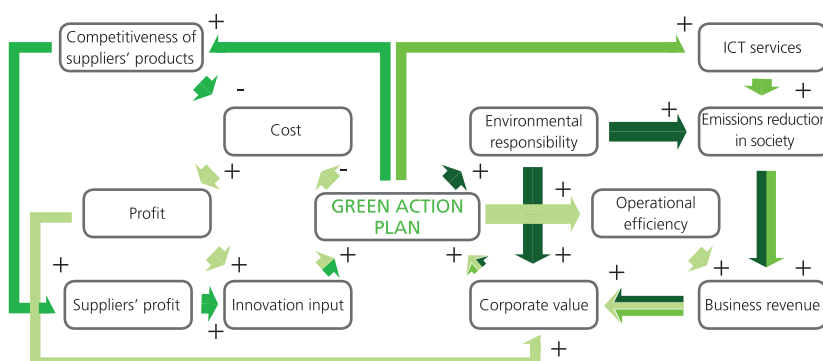 Competitiveness of
suppliers' products
+
-
+
ICT services
+
Cost
Environmental
responsibility
+
Emissions reduction
in society
+
-
+
+
Profit
GREEN ACTION
PLAN
Operational
efficiency
+
+
+
+
+
+
+
+
Suppliers' profit
+
Innovation input
Corporate value
Business revenue
+